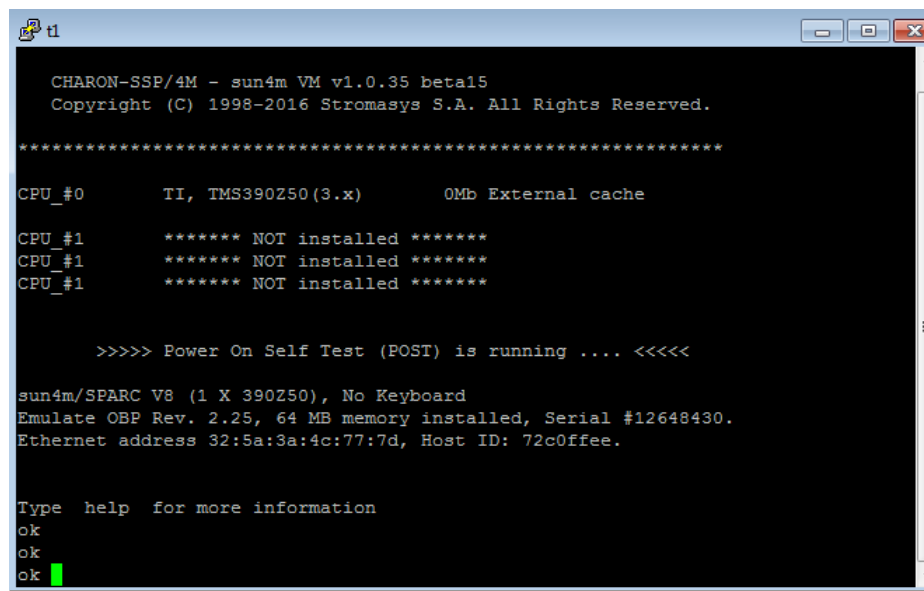 t1
CHARON-SSP/4M - sun4m VM v1.0.35 beta15
Copyright (C) 1998-2016 Stromasys S.A. All Rights Reserved.
***************************************************************
CPU_#0 TI, TMS390Z50(3.x) 0Mb External cache
CPU_#1 ******* NOT installed *******
CPU_#1 ******* NOT installed *******
CPU_#1 ******* NOT installed *******
>>>>> Power On Self Test (POST) is running .... <<<<<
sun4m/SPARC V8 (1 X 390Z50), No Keyboard
Emulate OBP Rev. 2.25, 64 MB memory installed, Serial #12648430.
Ethernet address 32:5a:3a:4c:77:7d, Host ID: 72c0ffee.
Type help for more information
ok
ok
ok